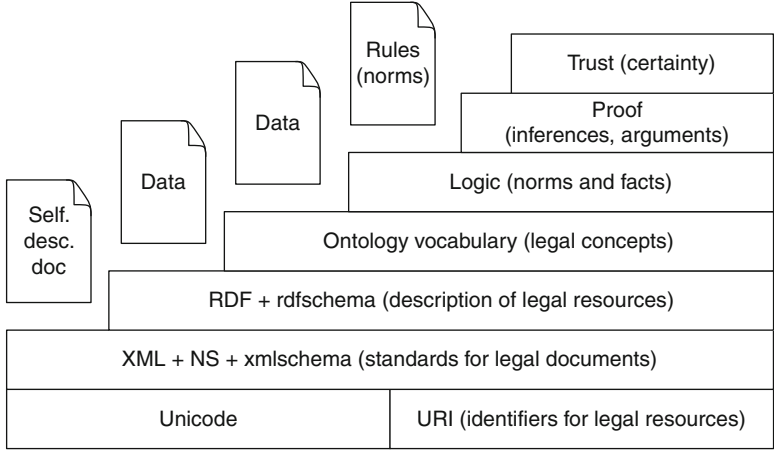 Rules
(norms)
Trust (certainty)
Data
Proof
(inferences, arguments)
Data
Logic (norms and facts)
Self.
desc.
doc
Ontology vocabulary (legal concepts)
RDF + rdfschema (description of legal resources)
XML + NS + xmlschema (standards for legal documents)
Unicode
URI (identifiers for legal resources)